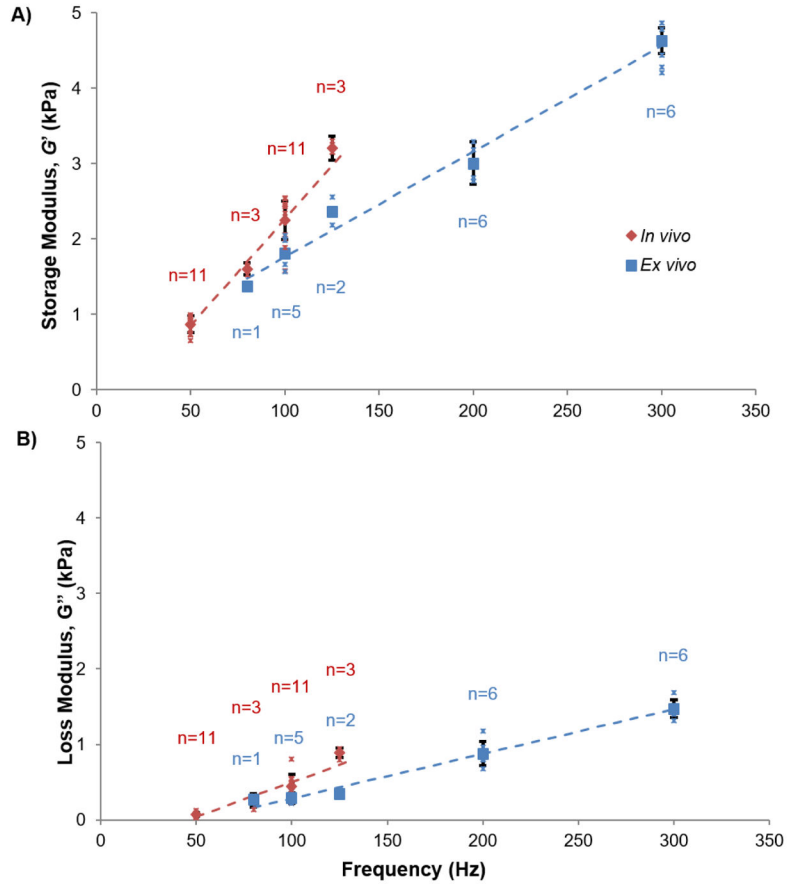 A)
Storage Modulus, G’ (kPa)
5
4
3
2
1
0
0 50 100 150 200 250 300 350
n=11
n=3
n=11
n=3
n=1
n=5
n=2
n=6
n=6
In vivo
Ex vivo
B)
Loss Modulus, G” (kPa)
5
4
3
2
1
0
n=11
n=3
n=11
n=3
n=1
n=5
n=2
n=6
n=6
0 50 100 150 200 250 300 350
Frequency (Hz)